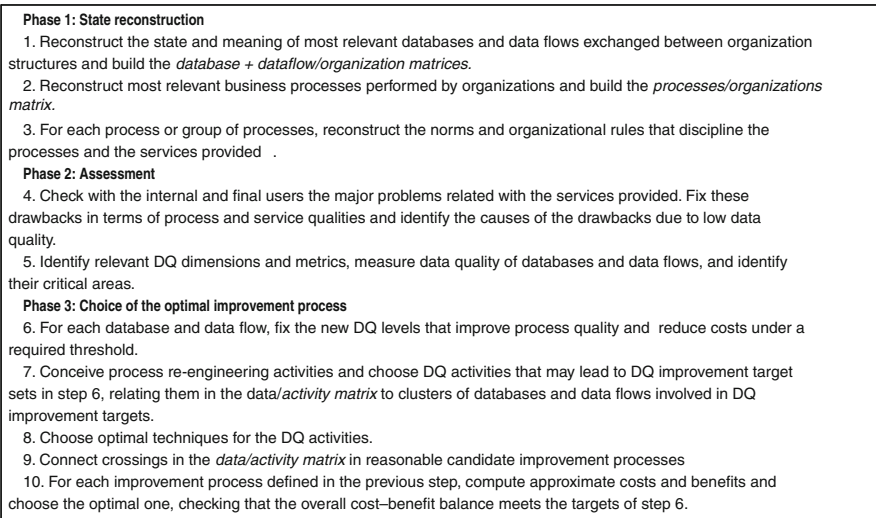 Phase 1: State reconstruction
1. Reconstruct the state and meaning of most relevant databases and data flows exchanged between organization
structures and build the database + dataflow/organization matrices.
2. Reconstruct most relevant business processes performed by organizations and build the processes/organizations
matrix.
3. For each process or group of processes, reconstruct the norms and organizational rules that discipline the
processes and the services provided .
Phase 2: Assessment
4. Check with the internal and final users the major problems related with the services provided. Fix these
drawbacks in terms of process and service qualities and identify the causes of the drawbacks due to low data
quality.
5. Identify relevant DQ dimensions and metrics, measure data quality of databases and data flows, and identify
their critical areas.
Phase 3: Choice of the optimal improvement process
6. For each database and data flow, fix the new DQ levels that improve process quality and reduce costs under a
required threshold.
7. Conceive process re-engineering activities and choose DQ activities that may lead to DQ improvement target
sets in step 6, relating them in the data/activity matrix to clusters of databases and data flows involved in DQ
improvement targets.
8. Choose optimal techniques for the DQ activities.
9. Connect crossings in the data/activity matrix in reasonable candidate improvement processes
10. For each improvement process defined in the previous step, compute approximate costs and benefits and
choose the optimal one, checking that the overall cost–benefit balance meets the targets of step 6.